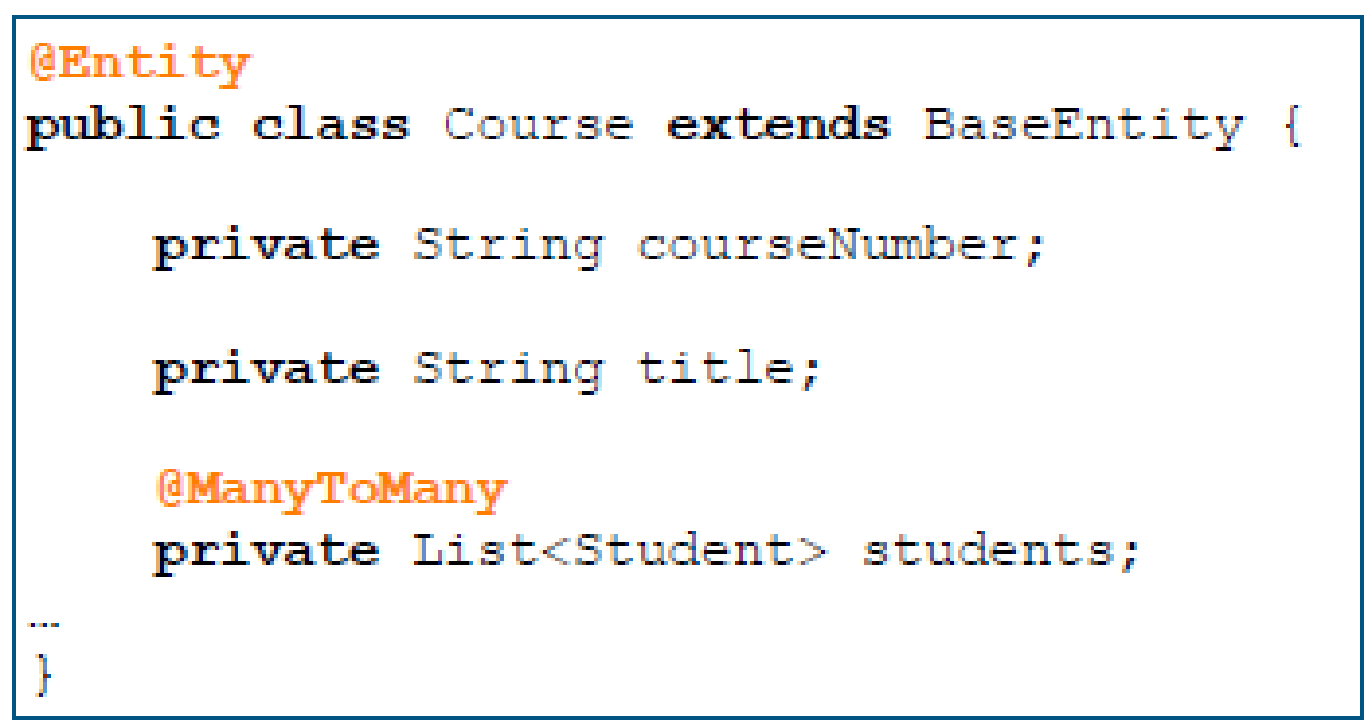 @Entity
public class Course extends BaseEntity {
private String courseNumber;
private String title;
@ManyToMany
private List<Student> students;
…
}